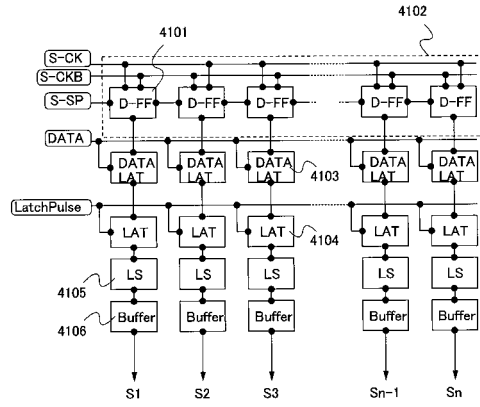 4101
4102
S-CK
S-CKB
S-SP
D-FF D-FF D-FF D-FF D-FF
DATA
DATA LAT DATA LAT DATA LAT DATA LAT DATA LAT
4103
LatchPulse
LAT LAT LAT LAT LAT
4104
LS LS LS LS LS
4105
Buffer Buffer Buffer Buffer Buffer
4106
S1 S2 S3 Sn-1 Sn